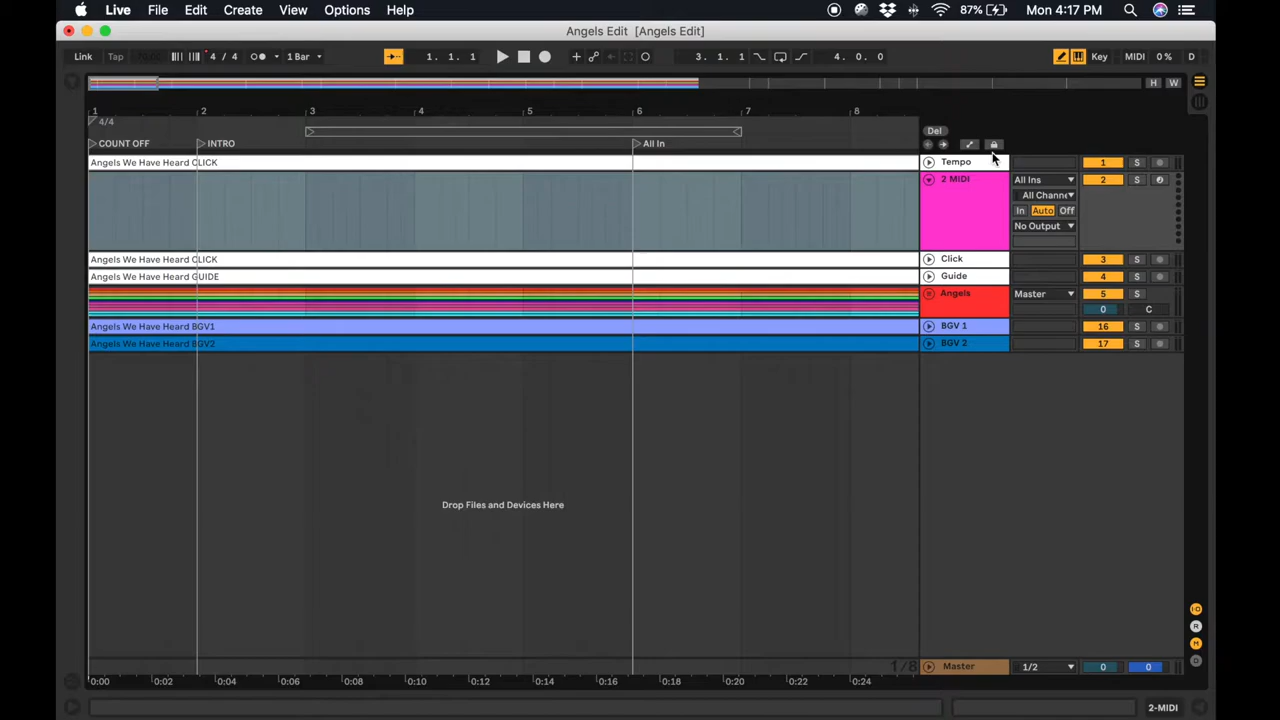 Live File Edit Create View Options Help 87% Mon 4:17 PM
Angels Edit [Angels Edit]
Link Tap 4 / 4 1 Bar 1. 1. 1 3. 1. 1 4. 0. 0 Key MIDI 0 % D
H W
1 2 3 4 5 6 7 8
4/4
Del
COUNT OFF INTRO All In
Angels We Have Heard CLICK Tempo 1 S
2 MIDI All Ins 2 S
All Channe
In Auto Off
No Output
Angels We Have Heard CLICK Click 3 S
Angels We Have Heard GUIDE Guide 4 S
Angels Master 5 S
0 C
Angels We Have Heard BGV1 BGV 1 16 S
Angels We Have Heard BGV2 BGV 2 17 S
Drop Files and Devices Here
I·O
R
M
D
1/8 Master 1/2 0 0
0:00 0:02 0:04 0:06 0:08 0:10 0:12 0:14 0:16 0:18 0:20 0:22 0:24
2-MIDI